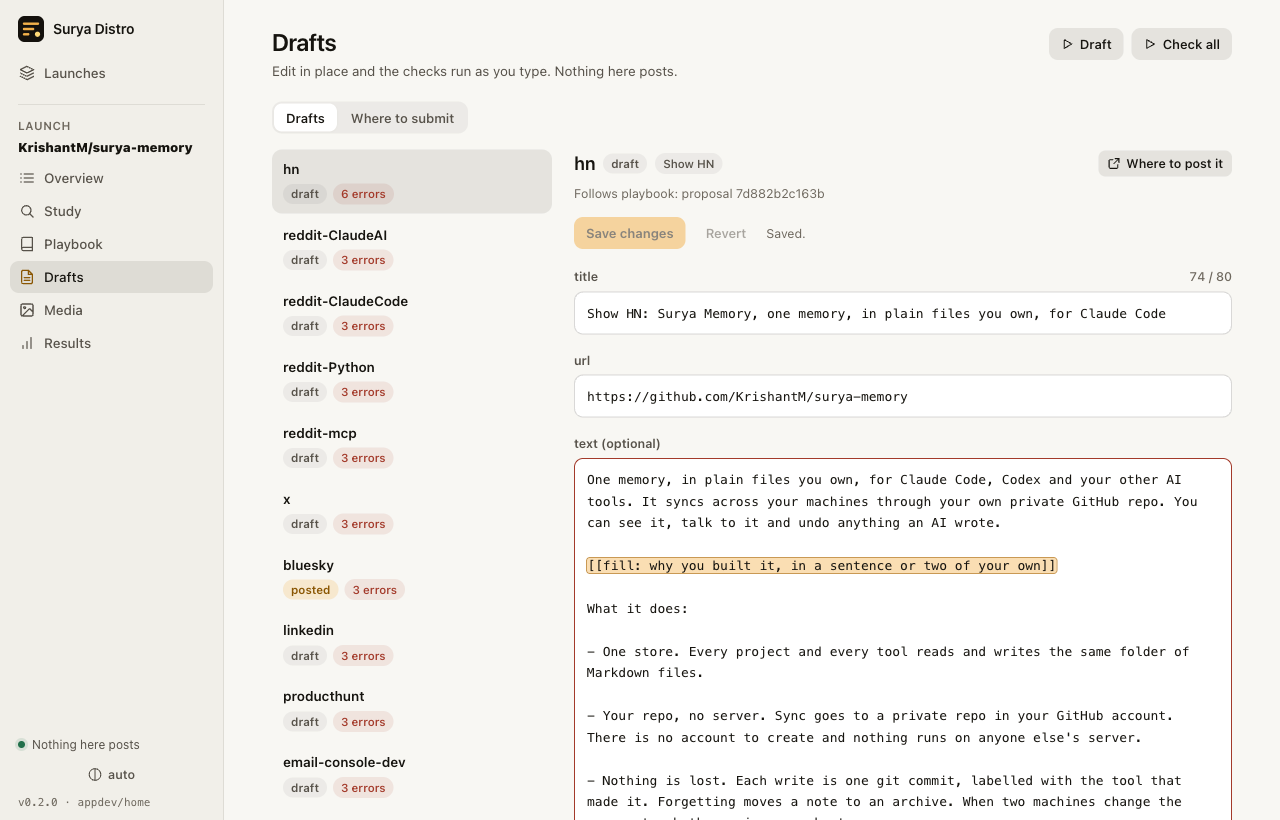 Surya Distro
Launches
LAUNCH
KrishantM/surya-memory
Overview
Study
Playbook
Drafts
Media
Results
Nothing here posts
auto
v0.2.0 · appdev/home
Drafts
Edit in place and the checks run as you type. Nothing here posts.
Draft
Check all
Drafts
Where to submit
hn
draft
6 errors
reddit-ClaudeAI
draft
3 errors
reddit-ClaudeCode
draft
3 errors
reddit-Python
draft
3 errors
reddit-mcp
draft
3 errors
x
draft
3 errors
bluesky
posted
3 errors
linkedin
draft
3 errors
producthunt
draft
3 errors
email-console-dev
draft
3 errors
hn
draft
Show HN
Where to post it
Follows playbook: proposal 7d882b2c163b
Save changes
Revert
Saved.
title
74 / 80
Show HN: Surya Memory, one memory, in plain files you own, for Claude Code
url
https://github.com/KrishantM/surya-memory
text (optional)
One memory, in plain files you own, for Claude Code, Codex and your other AI
tools. It syncs across your machines through your own private GitHub repo. You
can see it, talk to it and undo anything an AI wrote.
[[fill: why you built it, in a sentence or two of your own]]
What it does:
- One store. Every project and every tool reads and writes the same folder of
Markdown files.
- Your repo, no server. Sync goes to a private repo in your GitHub account.
There is no account to create and nothing runs on anyone else's server.
- Nothing is lost. Each write is one git commit, labelled with the tool that
made it. Forgetting moves a note to an archive. When two machines change the